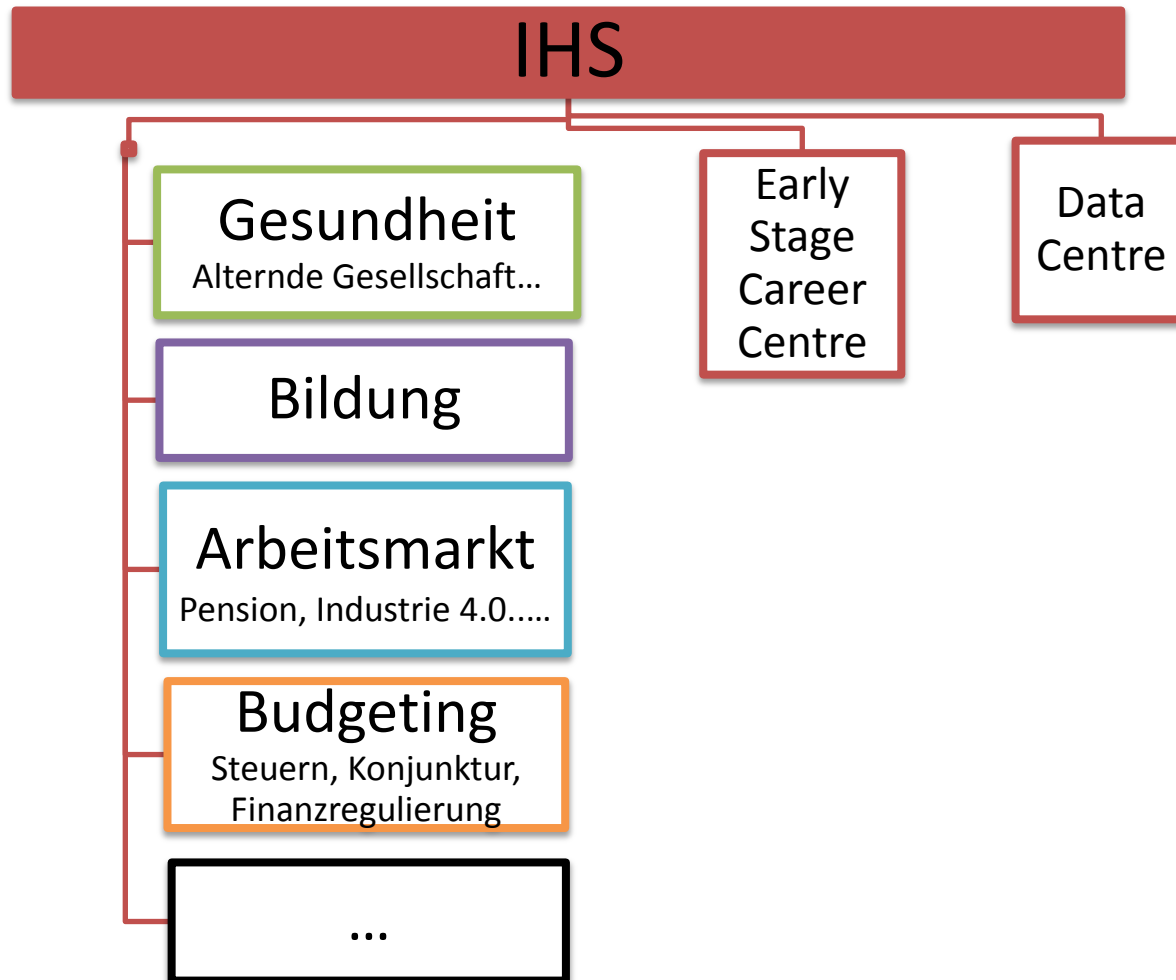 IHS
Gesundheit
Alternde Gesellschaft…
Bildung
Arbeitsmarkt
Pension, Industrie 4.0..…
Budgeting
Steuern, Konjunktur,
Finanzregulierung
…
Early
Stage
Career
Centre
Data
Centre